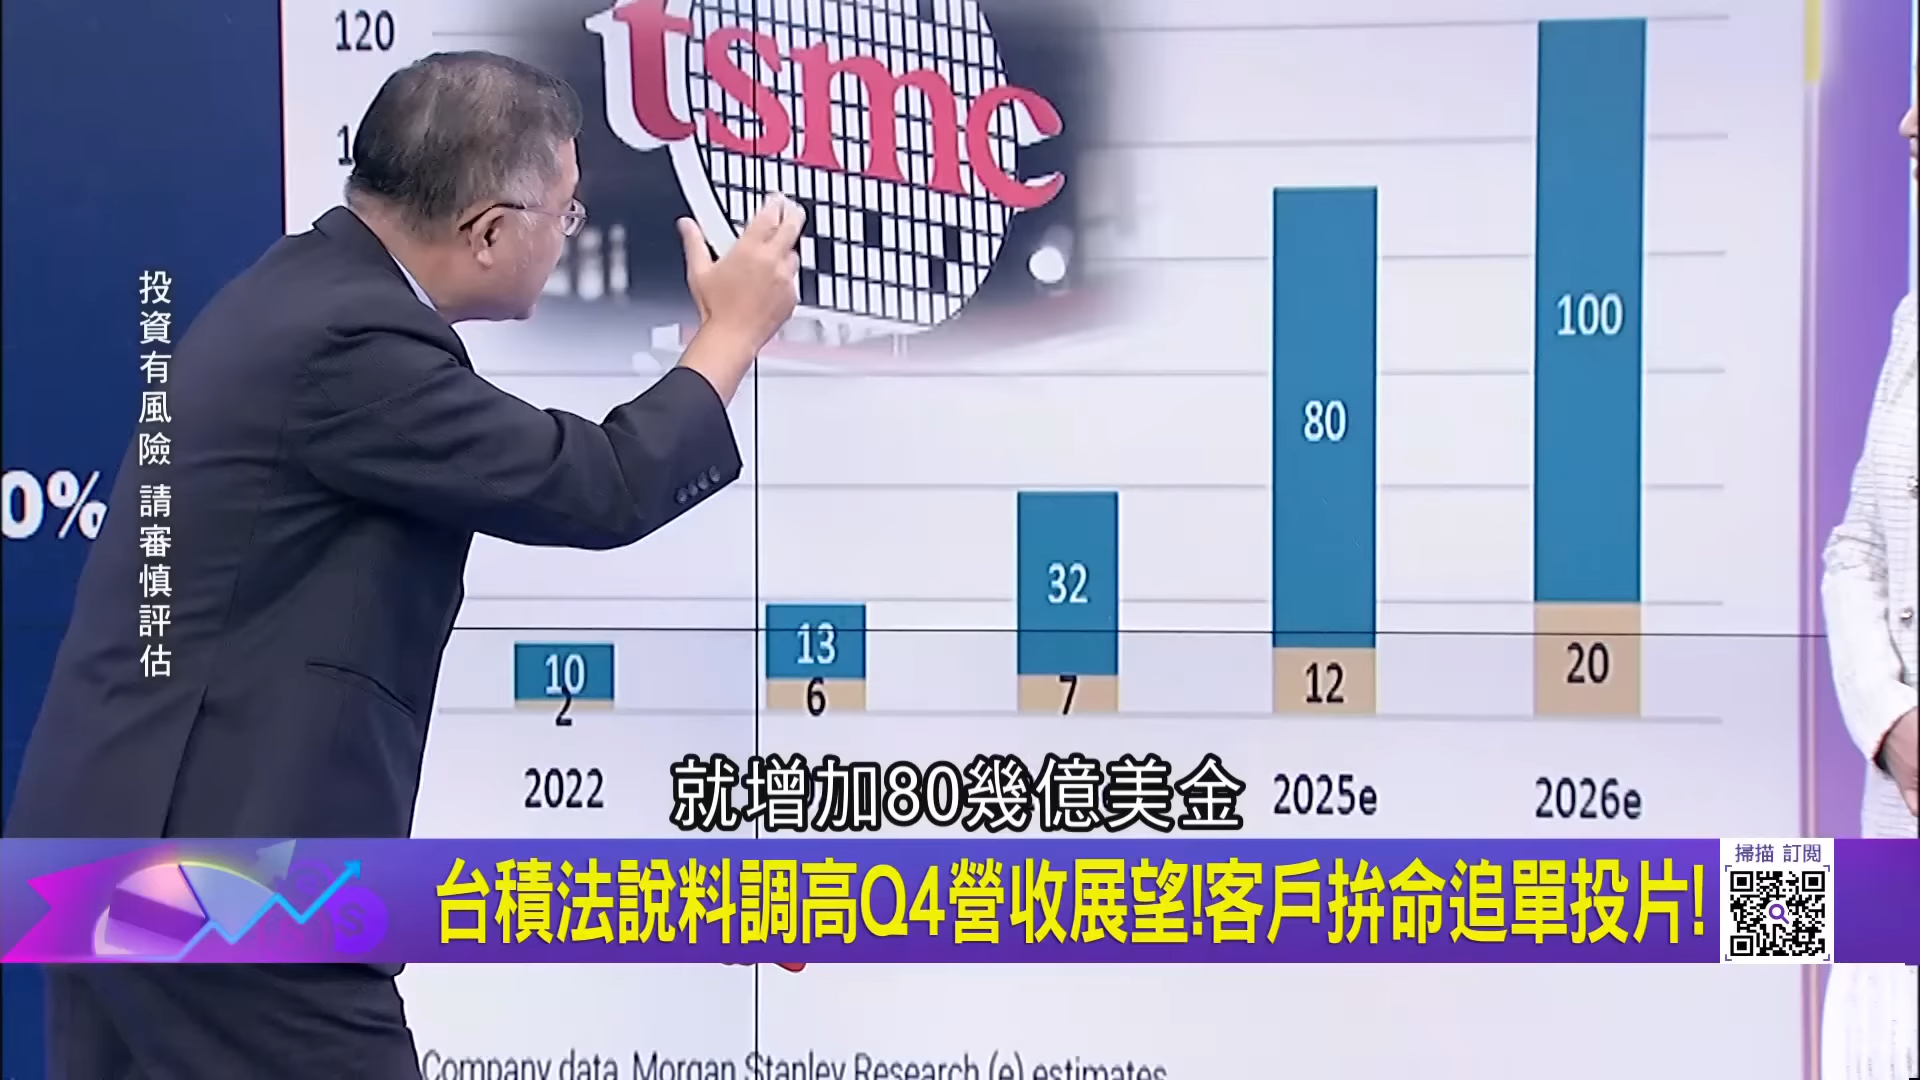 120
tsmc
投資有風險 請審慎評估
0%
100
80
32
13
10
2
6
7
12
20
2022
2025e
2026e
就增加80幾億美金
台積法說料調高Q4營收展望!客戶拚命追單投片!
掃描 訂閱
Company data, Morgan Stanley Research (e) estimates